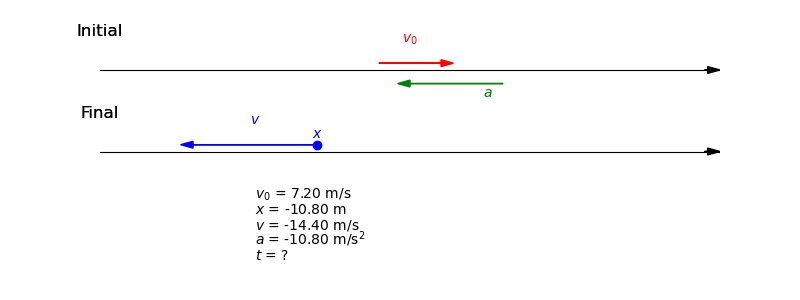 Initial
v₀
a
Final
v
x
v₀ = 7.20 m/s
x = -10.80 m
v = -14.40 m/s
a = -10.80 m/s²
t = ?